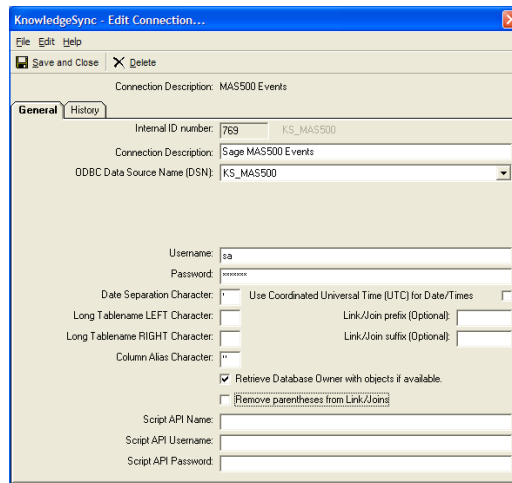 KnowledgeSync - Edit Connection...
File Edit Help
Save and Close Delete
Connection Description: MAS500 Events
General History
Internal ID number: 769 KS_MAS500
Connection Description: Sage MAS500 Events
ODBC Data Source Name (DSN): KS_MAS500
Username: sa
Password: *******
Date Separation Character: ' Use Coordinated Universal Time (UTC) for Date/Times
Long Tablename LEFT Character: Link/Join prefix (Optional):
Long Tablename RIGHT Character: Link/Join suffix (Optional):
Column Alias Character: "
Retrieve Database Owner with objects if available.
Remove parentheses from Link/Joins
Script API Name:
Script API Username:
Script API Password: